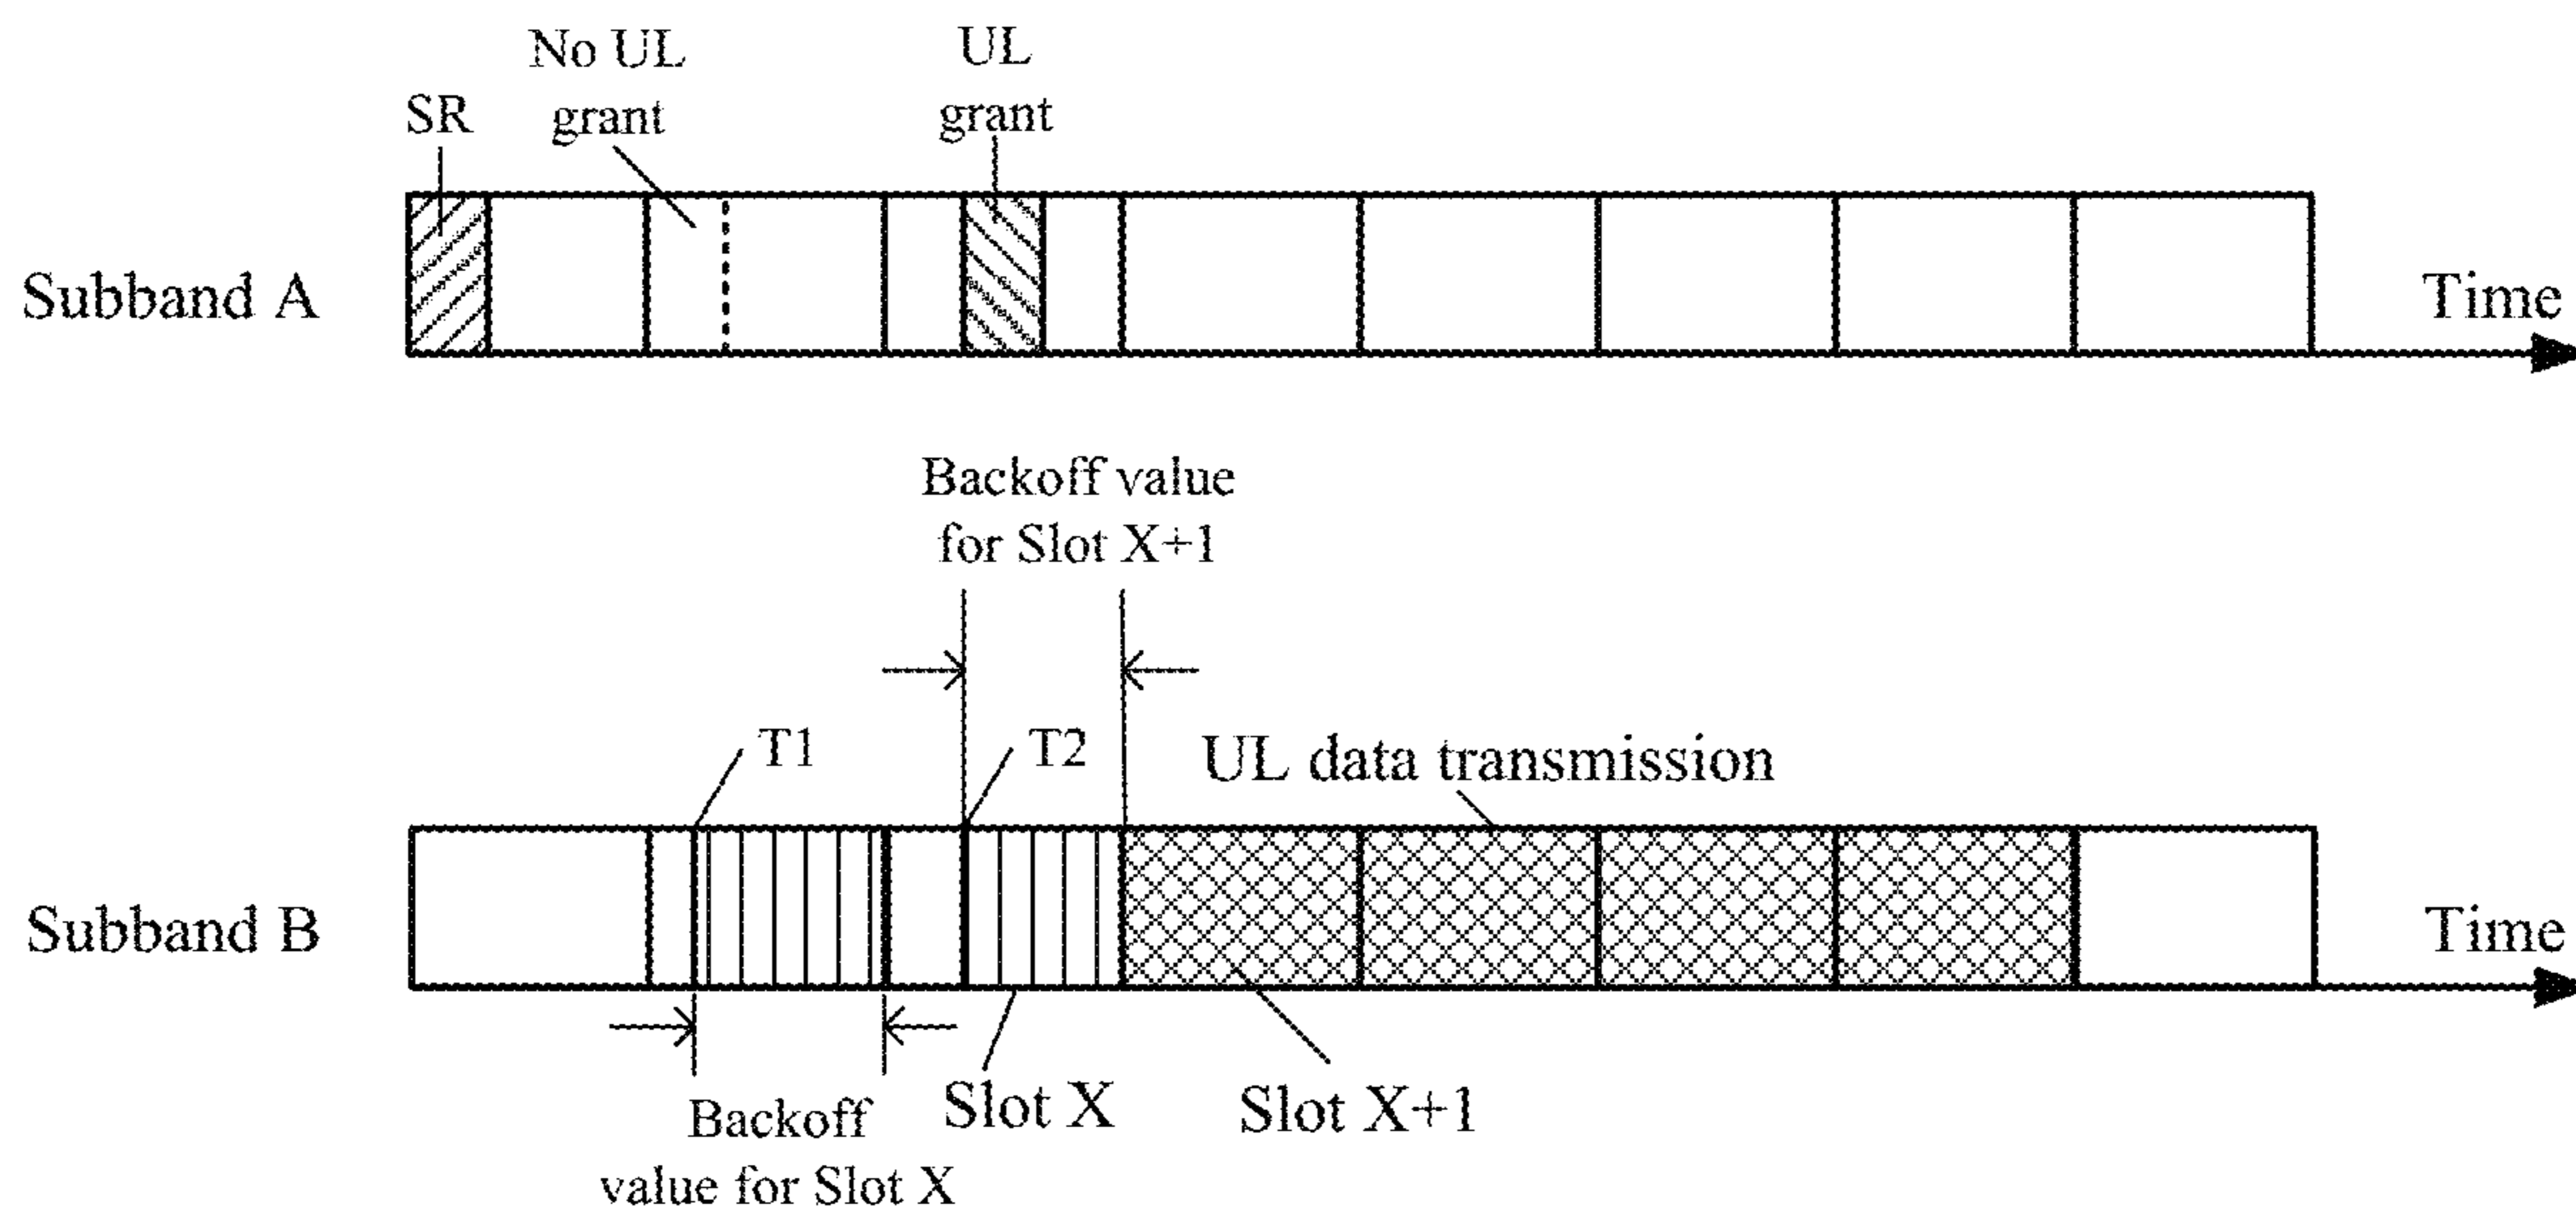 No UL
grant
SR
UL
grant
Subband A
Time
Backoff value
for Slot X+1
T1
T2
UL data transmission
Subband B
Time
Backoff
value for Slot X
Slot X
Slot X+1